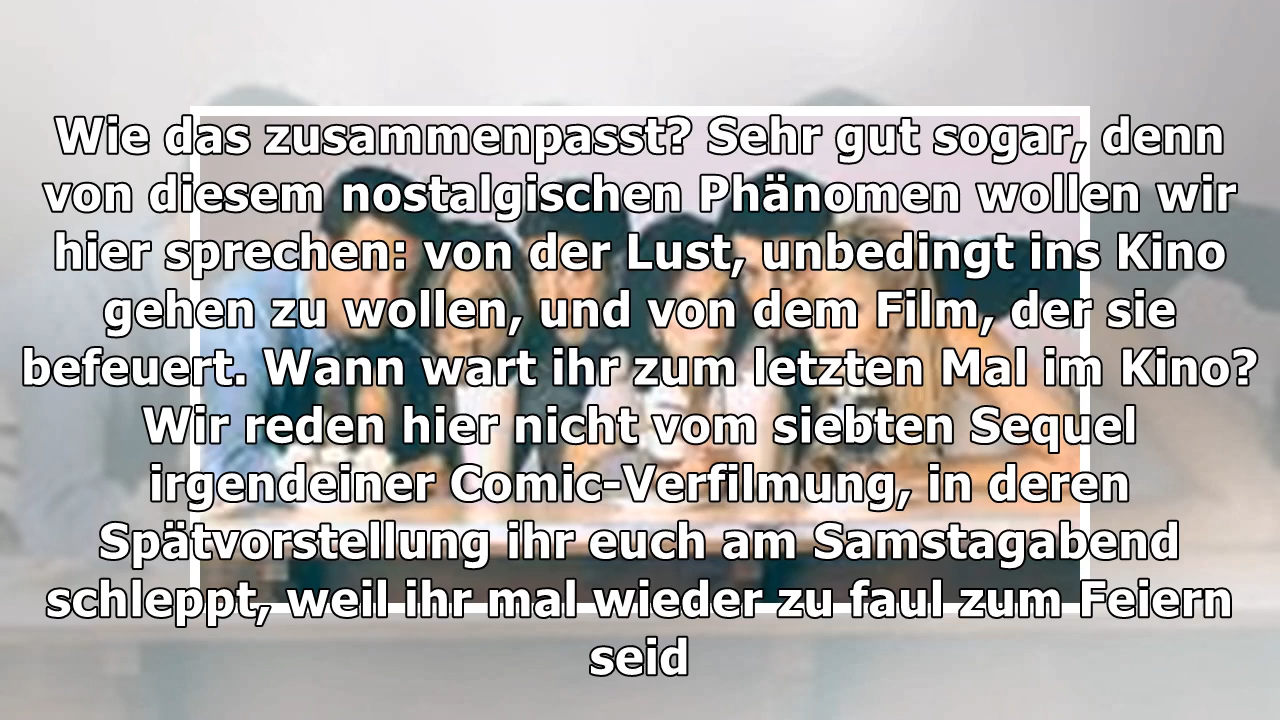 Wie das zusammenpasst? Sehr gut sogar, denn
von diesem nostalgischen Phänomen wollen wir
hier sprechen: von der Lust, unbedingt ins Kino
gehen zu wollen, und von dem Film, der sie
befeuert. Wann wart ihr zum letzten Mal im Kino?
Wir reden hier nicht vom siebten Sequel
irgendeiner Comic-Verfilmung, in deren
Spätvorstellung ihr euch am Samstagabend
schleppt, weil ihr mal wieder zu faul zum Feiern
seid